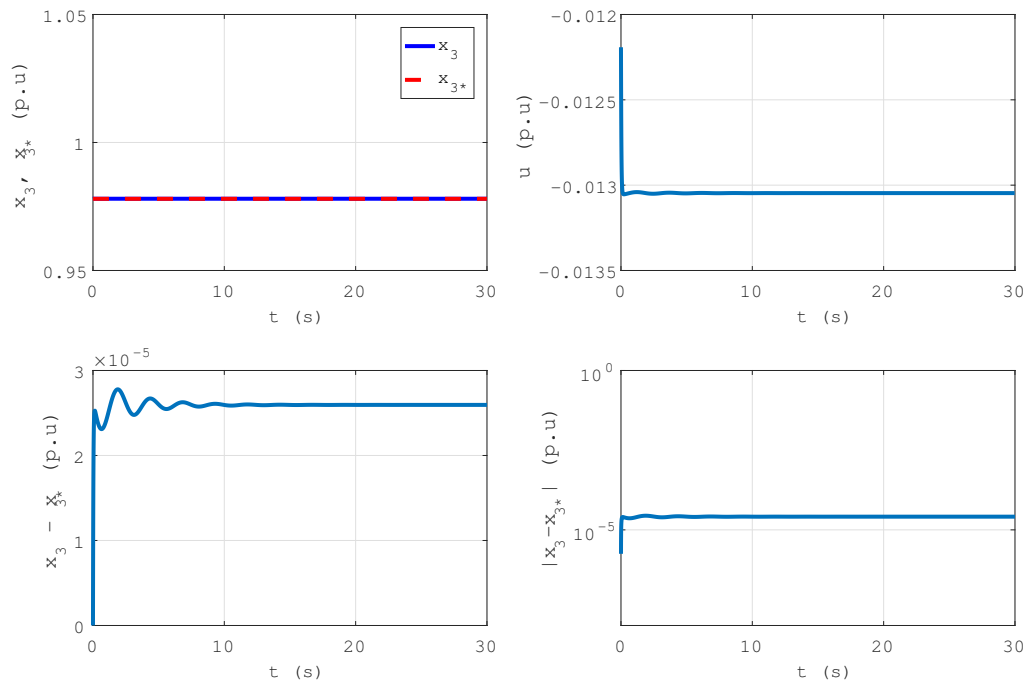 1.05
1
0.95
x3, x3* (p.u)
x3
x3*
0 10 20 30
t (s)
-0.012
-0.0125
-0.013
-0.0135
u (p.u)
0 10 20 30
t (s)
×10-5
3
2
1
0
x3 - x3* (p.u)
0 10 20 30
t (s)
100
10-5
|x3-x3*| (p.u)
0 10 20 30
t (s)